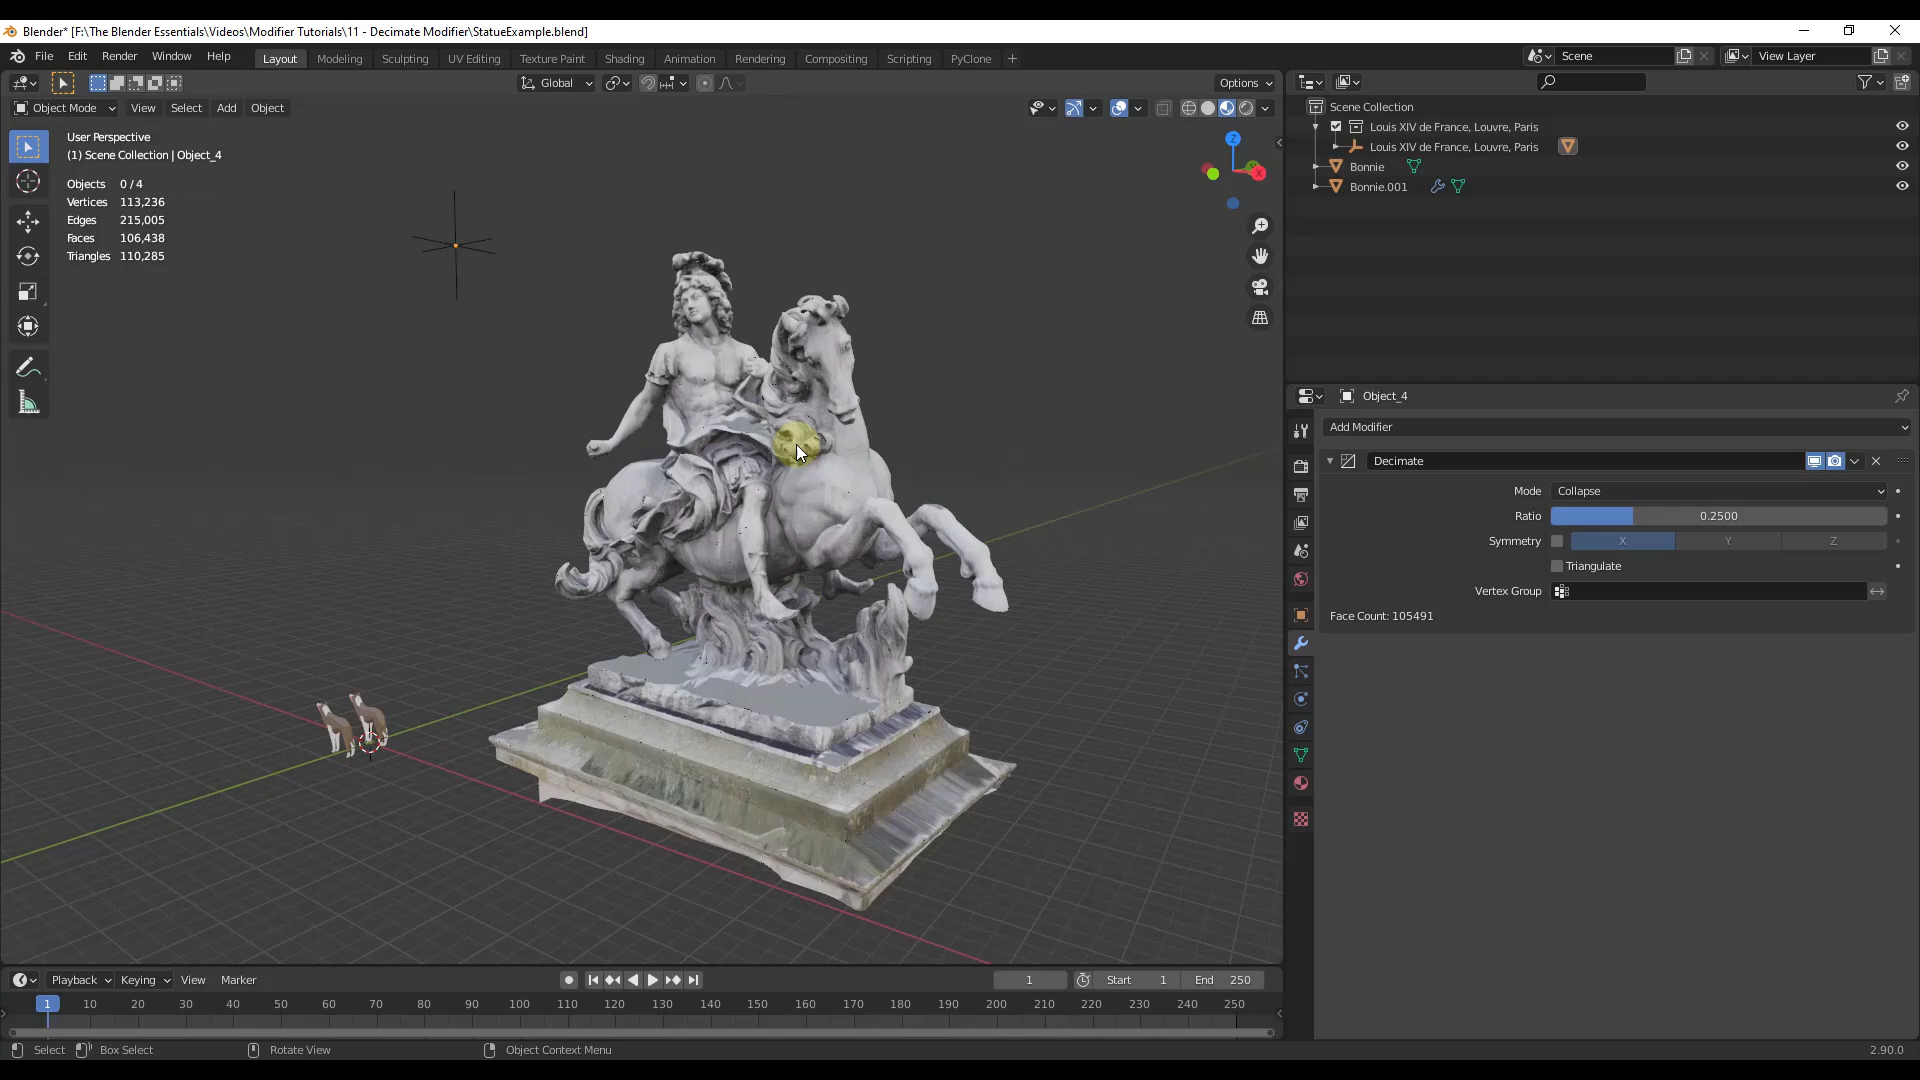 Blender* [F:\The Blender Essentials\Videos\Modifier Tutorials\11 - Decimate Modifier\StatueExample.blend]
File Edit Render Window Help Layout Modeling Sculpting UV Editing Texture Paint Shading Animation Rendering Compositing Scripting PyClone + Scene View Layer
Global Options
Object Mode View Select Add Object
Scene Collection
Louis XIV de France, Louvre, Paris
Louis XIV de France, Louvre, Paris
Bonnie
Bonnie.001
User Perspective
(1) Scene Collection | Object_4
Objects 0 / 4
Vertices 113,236
Edges 215,005
Faces 106,438
Triangles 110,285
Z
Y
X
Object_4
Add Modifier
Decimate
Mode Collapse
Ratio 0.2500
Symmetry X Y Z
Triangulate
Vertex Group
Face Count: 105491
Playback Keying View Marker 1 Start 1 End 250
1 10 20 30 40 50 60 70 80 90 100 110 120 130 140 150 160 170 180 190 200 210 220 230 240 250
Select Box Select Rotate View Object Context Menu 2.90.0